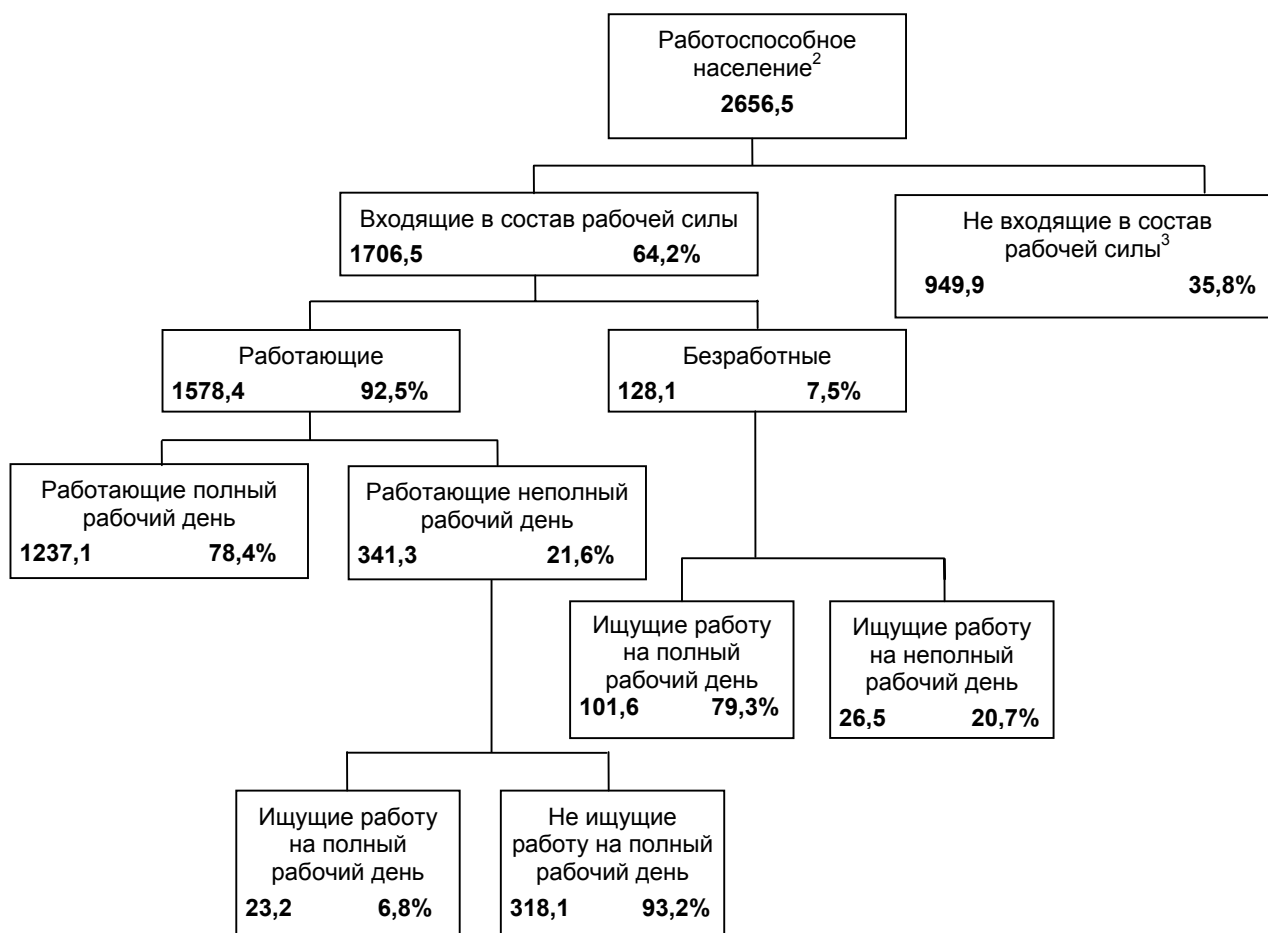 Работоспособное
население²
2656,5
Входящие в состав рабочей силы
1706,5 64,2%
Не входящие в состав
рабочей силы³
949,9 35,8%
Работающие
1578,4 92,5%
Безработные
128,1 7,5%
Работающие полный
рабочий день
1237,1 78,4%
Работающие неполный
рабочий день
341,3 21,6%
Ищущие работу
на полный
рабочий день
101,6 79,3%
Ищущие работу
на неполный
рабочий день
26,5 20,7%
Ищущие работу
на полный
рабочий день
23,2 6,8%
Не ищущие
работу на полный
рабочий день
318,1 93,2%